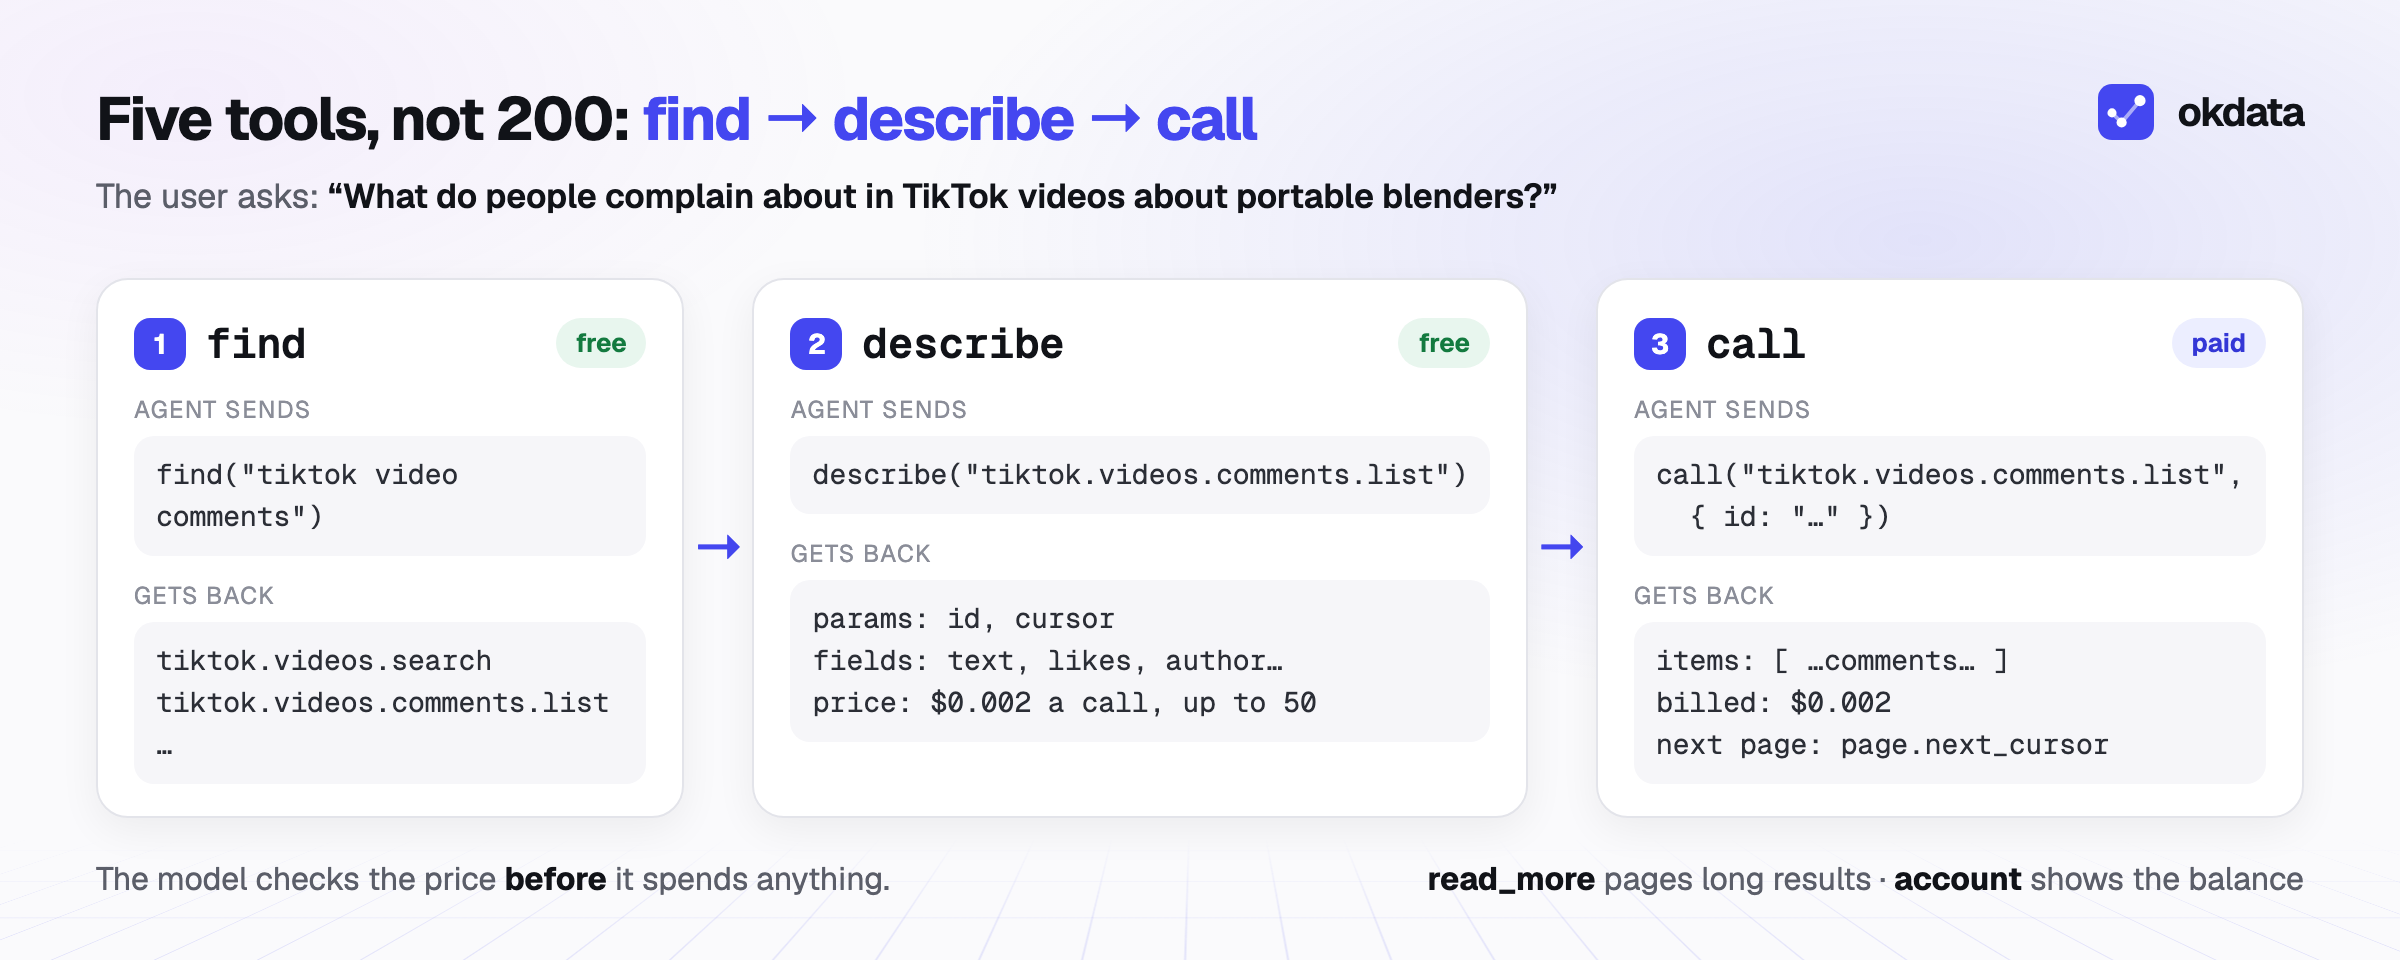 Five tools, not 200: find → describe → call
okdata
The user asks: “What do people complain about in TikTok videos about portable blenders?”
1 find free
AGENT SENDS
find("tiktok video
comments")
GETS BACK
tiktok.videos.search
tiktok.videos.comments.list
…
→
2 describe free
AGENT SENDS
describe("tiktok.videos.comments.list")
GETS BACK
params: id, cursor
fields: text, likes, author…
price: $0.002 a call, up to 50
→
3 call paid
AGENT SENDS
call("tiktok.videos.comments.list",
{ id: "…" })
GETS BACK
items: [ …comments… ]
billed: $0.002
next page: page.next_cursor
The model checks the price before it spends anything.
read_more pages long results · account shows the balance